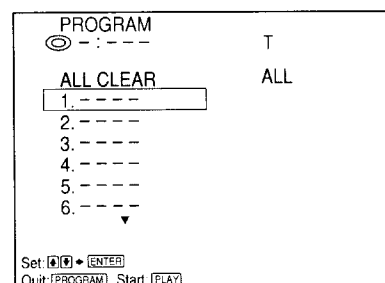 PROGRAM
-:--- T
ALL CLEAR ALL
1. ----
2. ----
3. ----
4. ----
5. ----
6. ----
Set: ENTER
Quit: PROGRAM Start: PLAY